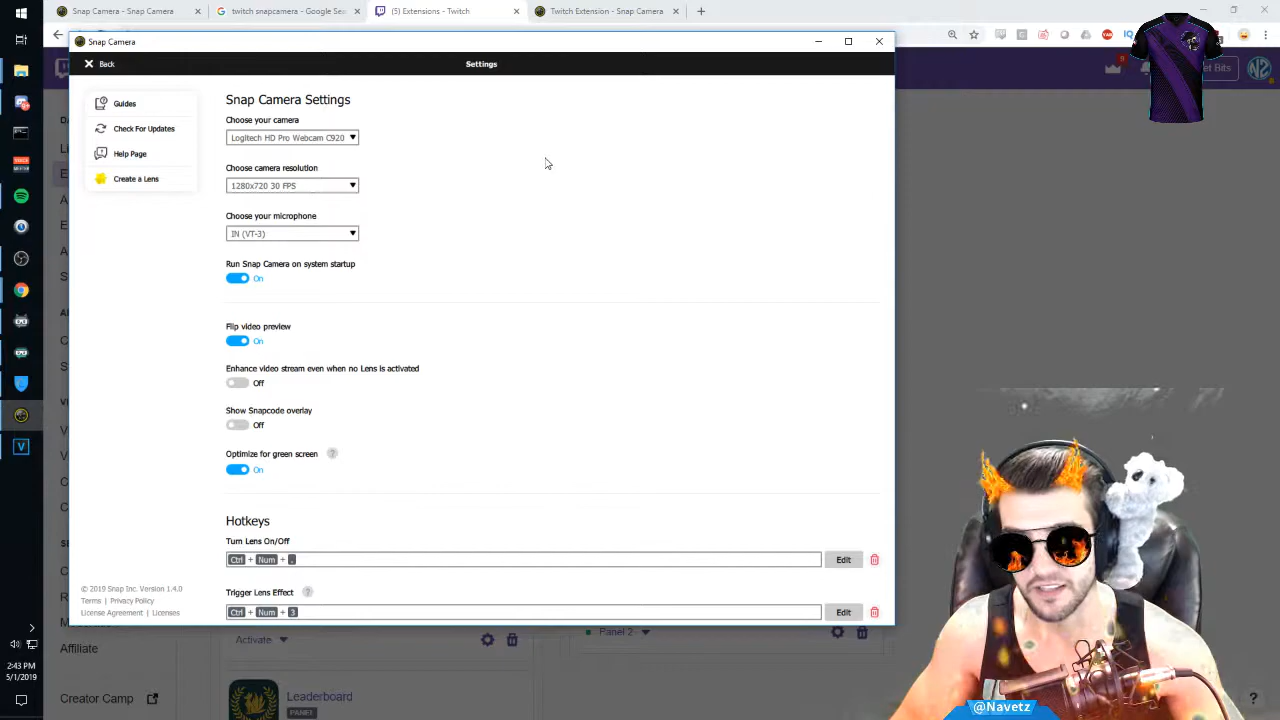 Snap Camera
twitch camera extension - Google Se
(5) Extensions - Twitch
Twitch Extension - Snap Camera
Snap Camera
Back
Settings
Guides
Check For Updates
Help Page
Create a Lens
Snap Camera Settings
Choose your camera
Logitech HD Pro Webcam C920
Choose camera resolution
1280x720 30 FPS
Choose your microphone
IN (VT-3)
Run Snap Camera on system startup
On
Flip video preview
On
Enhance video stream even when no Lens is activated
Off
Show Snapcode overlay
Off
Optimize for green screen ?
On
Hotkeys
Turn Lens On/Off
Ctrl + Num + .
Edit
Trigger Lens Effect ?
Ctrl + Num + 3
Edit
© 2019 Snap Inc. Version 1.4.0
Terms | Privacy Policy
License Agreement | Licenses
Get Bits
Activate
Panel 2
Affiliate
Creator Camp
Leaderboard
PANEL
2:43 PM
5/1/2019
@Navetz
?